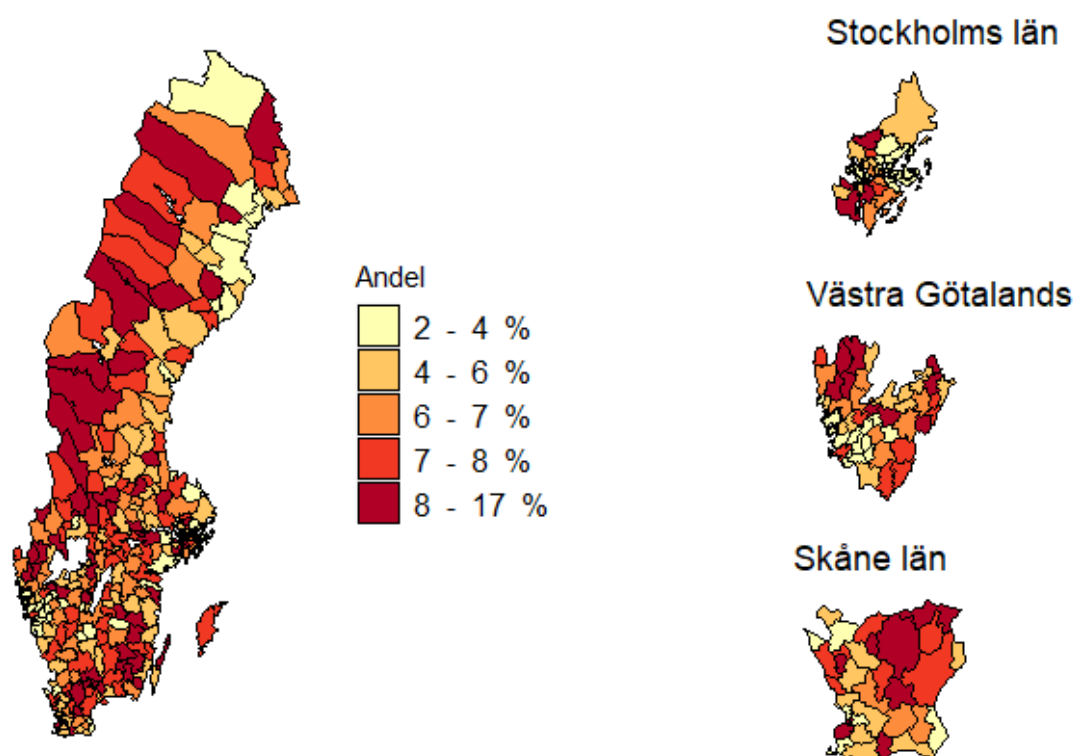 Stockholms län
Andel
2 - 4 %
4 - 6 %
6 - 7 %
7 - 8 %
8 - 17 %
Västra Götalands
Skåne län